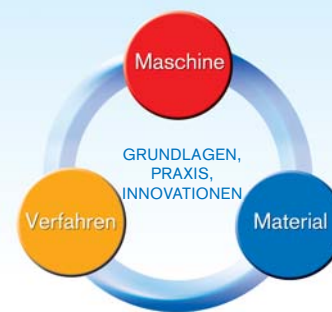 Maschine
GRUNDLAGEN,
PRAXIS,
INNOVATIONEN
Verfahren
Material